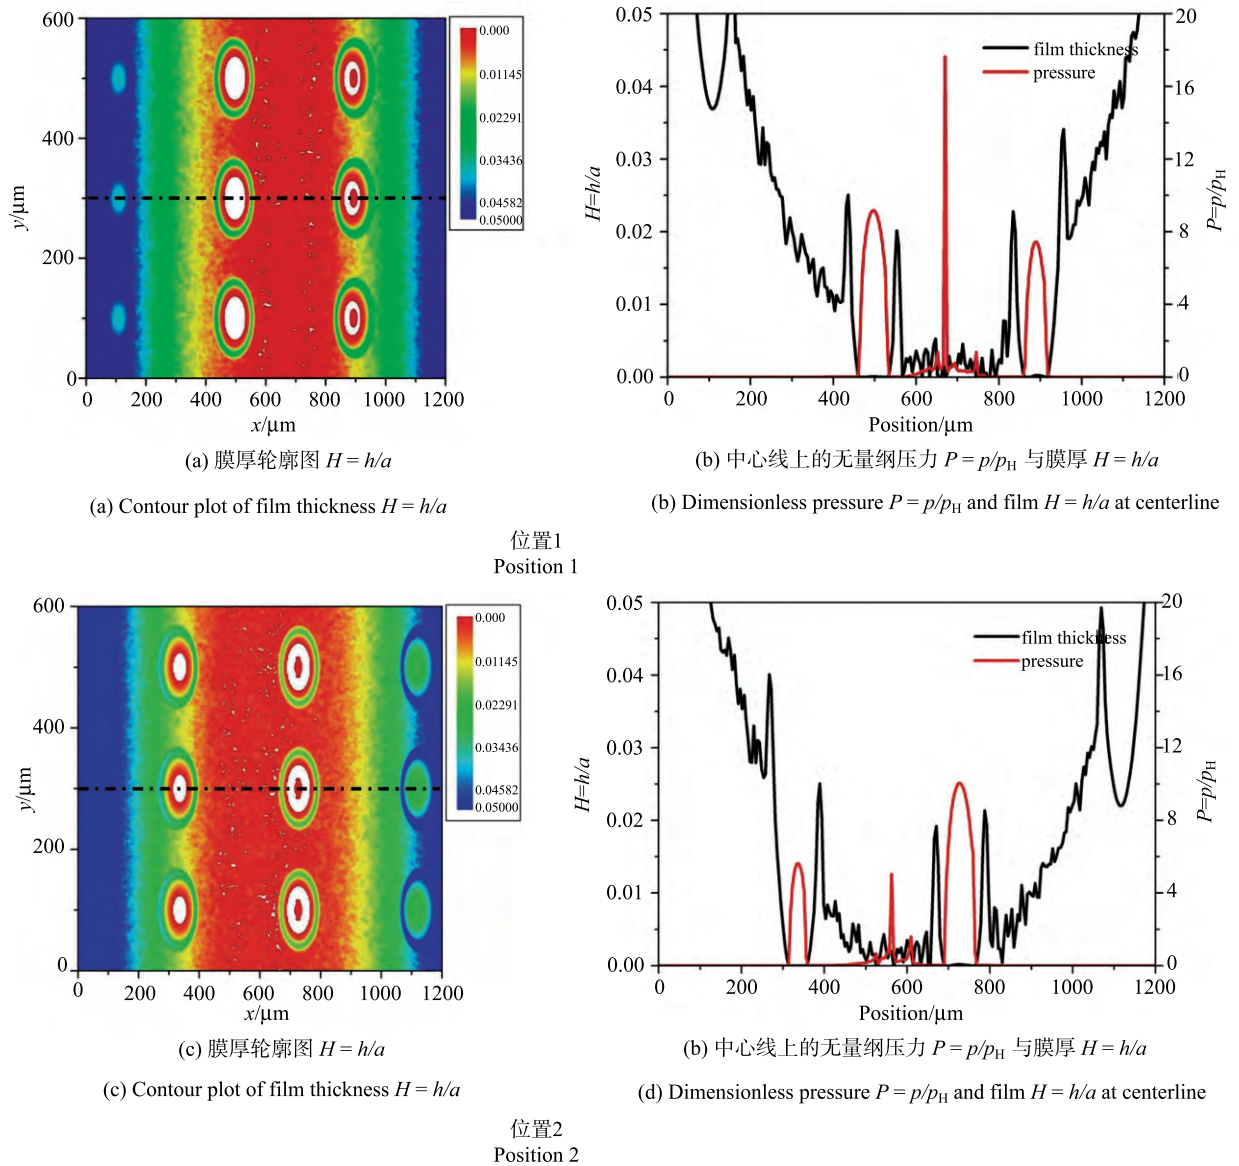 600
400
200
0
y/μm
0 200 400 600 800 1000 1200
x/μm
0.000
0.01145
0.02291
0.03436
0.04582
0.05000
0.05
0.04
0.03
0.02
0.01
0.00
H=h/a
film thickness
pressure
20
16
12
8
4
0
P=p/pH
0 200 400 600 800 1000 1200
Position/μm
(a) 膜厚轮廓图 H = h/a
(b) 中心线上的无量纲压力 P = p/pH 与膜厚 H = h/a
(a) Contour plot of film thickness H = h/a
(b) Dimensionless pressure P = p/pH and film H = h/a at centerline
位置1
Position 1
600
400
200
0
y/μm
0 200 400 600 800 1000 1200
x/μm
0.000
0.01145
0.02291
0.03436
0.04582
0.05000
0.05
0.04
0.03
0.02
0.01
0.00
H=h/a
film thickness
pressure
20
16
12
8
4
0
P=p/pH
0 200 400 600 800 1000 1200
Position/μm
(c) 膜厚轮廓图 H = h/a
(b) 中心线上的无量纲压力 P = p/pH 与膜厚 H = h/a
(c) Contour plot of film thickness H = h/a
(d) Dimensionless pressure P = p/pH and film H = h/a at centerline
位置2
Position 2